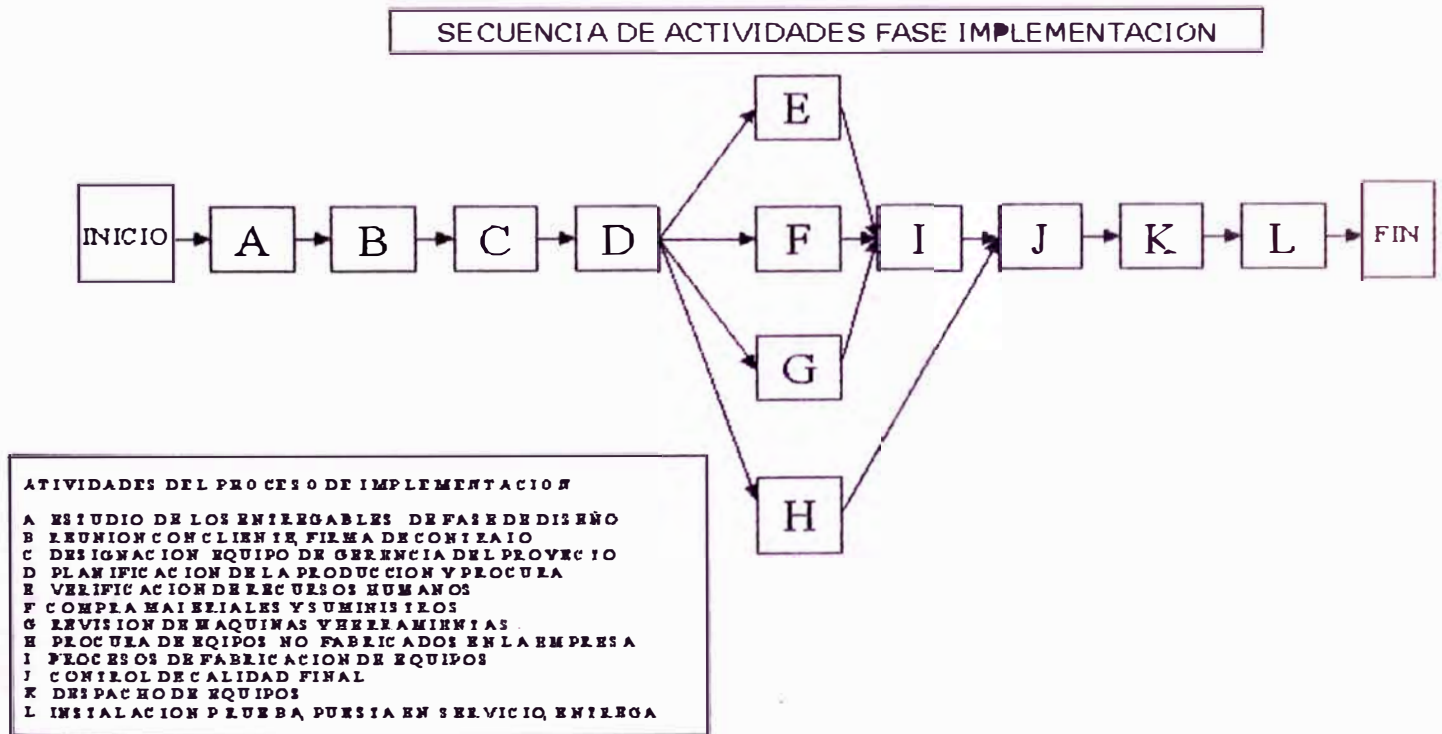 SECUENCIA DE ACTIVIDADES FASE IMPLEMENTACION
E
INICIO
A
B
C
D
F
I
J
K
L
FIN
G
H
ATIVIDADES DEL PROCESO DE IMPLEMENTACION
A ESTUDIO DE LOS ENTREGABLES DE FASE DE DISEÑO
B REUNION CON CLIENTE, FIRMA DE CONTRATO
C DESIGNACION EQUIPO DE GERENCIA DEL PROYECTO
D PLANIFICACION DE LA PRODUCCION Y PROCURA
E VERIFICACION DE RECURSOS HUMANOS
F COMPRA MATERIALES Y SUMINISTROS
G REVISION DE MAQUINAS Y HERRAMIENTAS
H PROCURA DE EQIPOS NO FABRICADOS EN LA EMPRESA
I PROCESOS DE FABRICACION DE EQUIPOS
J CONTROL DE CALIDAD FINAL
K DESPACHO DE EQUIPOS
L INSTALACION PRUEBA, PUESTA EN SERVICIO, ENTREGA